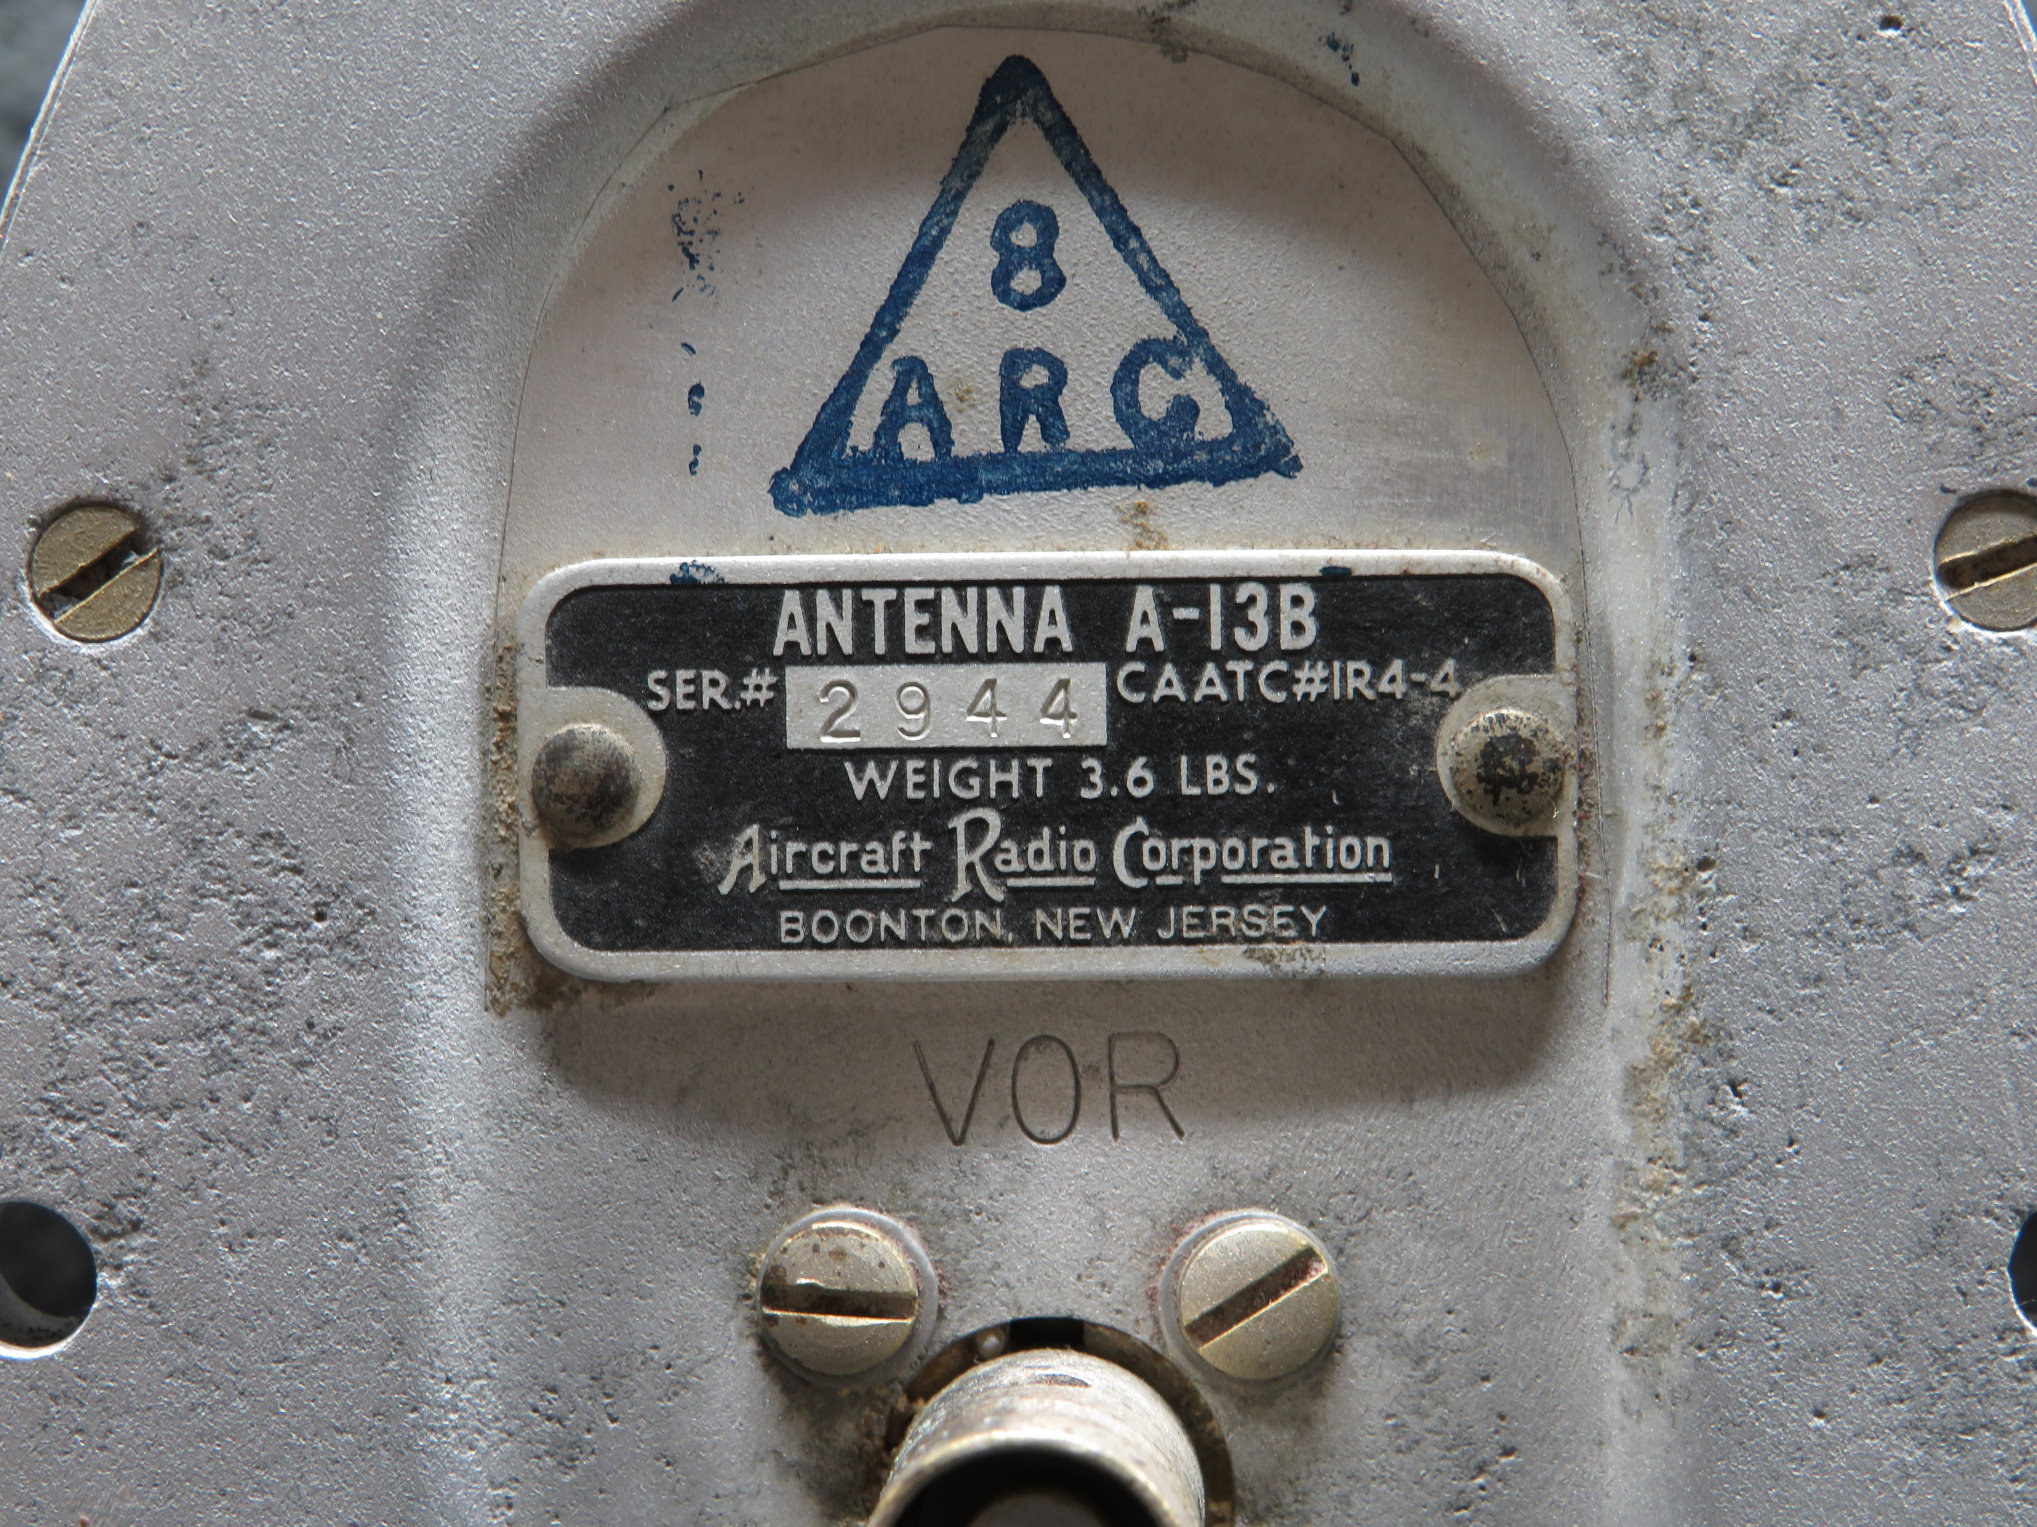 8
ARC
ANTENNA A-13B
SER.# 2944 CAATC#1R4-4
WEIGHT 3.6 LBS.
Aircraft Radio Corporation
BOONTON, NEW JERSEY
VOR